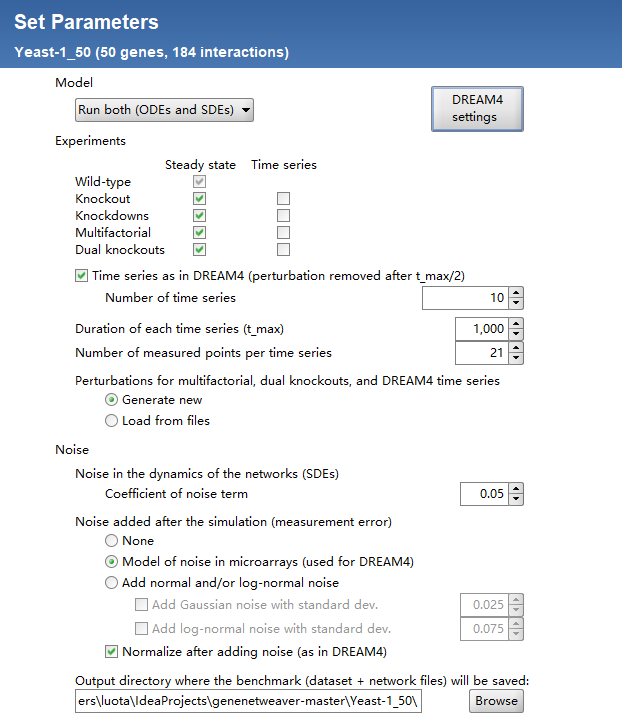 Set Parameters
Yeast-1_50 (50 genes, 184 interactions)
Model
Run both (ODEs and SDEs)
DREAM4
settings
Experiments
Steady state Time series
Wild-type
Knockout
Knockdowns
Multifactorial
Dual knockouts
Time series as in DREAM4 (perturbation removed after t_max/2)
Number of time series 10
Duration of each time series (t_max) 1,000
Number of measured points per time series 21
Perturbations for multifactorial, dual knockouts, and DREAM4 time series
Generate new
Load from files
Noise
Noise in the dynamics of the networks (SDEs)
Coefficient of noise term 0.05
Noise added after the simulation (measurement error)
None
Model of noise in microarrays (used for DREAM4)
Add normal and/or log-normal noise
Add Gaussian noise with standard dev. 0.025
Add log-normal noise with standard dev. 0.075
Normalize after adding noise (as in DREAM4)
Output directory where the benchmark (dataset + network files) will be saved:
ers\luota\IdeaProjects\genenetweaver-master\Yeast-1_50\ Browse